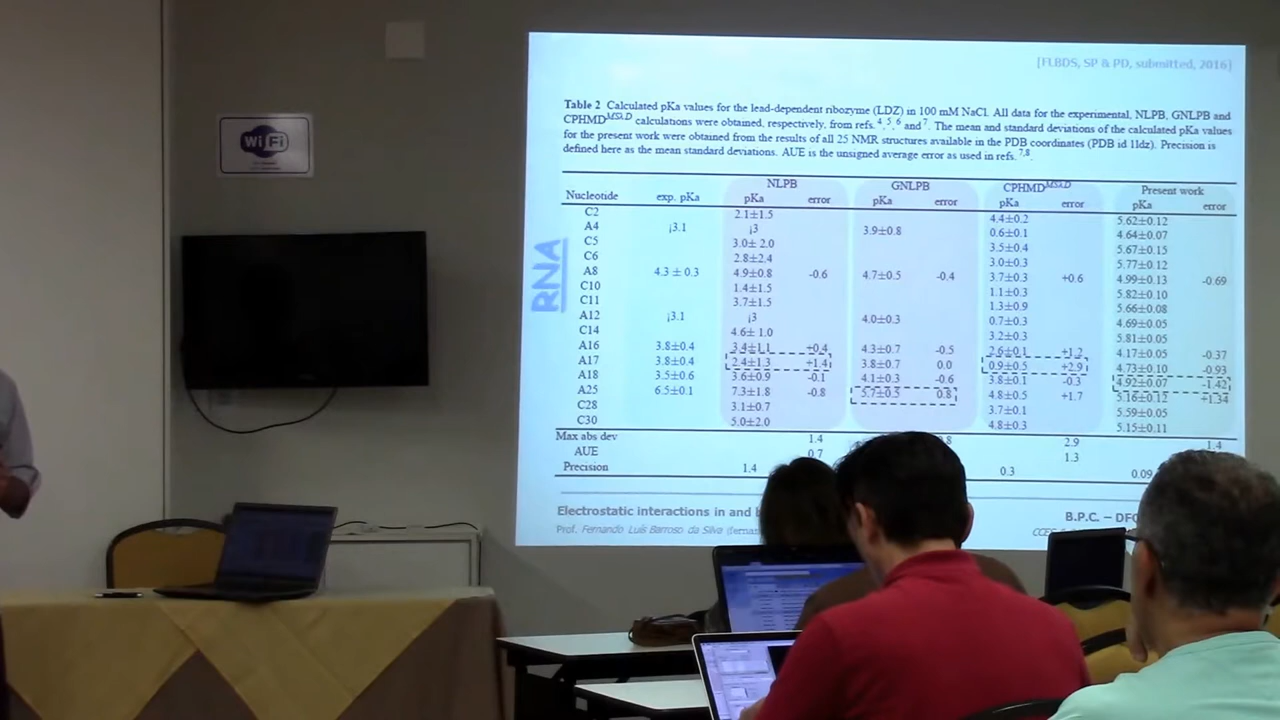 WiFi
[FLBDS, SP & PD, submitted, 2016]
Table 2 Calculated pKa values for the lead-dependent ribozyme (LDZ) in 100 mM NaCl. All data for the experimental, NLPB, GNLPB and
CPHMD^MSλD calculations were obtained, respectively, from refs. 4, 5, 6 and 7. The mean and standard deviations of the calculated pKa values
for the present work were obtained from the results of all 25 NMR structures available in the PDB coordinates (PDB id 1ldz). Precision is
defined here as the mean standard deviations. AUE is the unsigned average error as used in refs. 7,8.
NLPB GNLPB CPHMD^MSλD Present work
Nucleotide exp. pKa pKa error pKa error pKa error pKa error
C2 2.1±1.5 4.4±0.2 5.62±0.12
A4 ¡3.1 ¡3 3.9±0.8 0.6±0.1 4.64±0.07
C5 3.0± 2.0 3.5±0.4 5.67±0.15
C6 2.8±2.4 3.0±0.3 5.77±0.12
A8 4.3 ± 0.3 4.9±0.8 -0.6 4.7±0.5 -0.4 3.7±0.3 +0.6 4.99±0.13 -0.69
C10 1.4±1.5 1.1±0.3 5.82±0.10
C11 3.7±1.5 1.3±0.9 5.66±0.08
A12 ¡3.1 ¡3 4.0±0.3 0.7±0.3 4.69±0.05
C14 4.6± 1.0 3.2±0.3 5.81±0.05
A16 3.8±0.4 3.4±1.1 +0.4 4.3±0.7 -0.5 2.6±0.1 +1.2 4.17±0.05 -0.37
A17 3.8±0.4 2.4±1.3 +1.4 3.8±0.7 0.0 0.9±0.5 +2.9 4.73±0.10 -0.93
A18 3.5±0.6 3.6±0.9 -0.1 4.1±0.3 -0.6 3.8±0.1 -0.3 4.92±0.07 -1.42
A25 6.5±0.1 7.3±1.8 -0.8 5.7±0.5 0.8 4.8±0.5 +1.7 5.16±0.12 +1.34
C28 3.1±0.7 3.7±0.1 5.59±0.05
C30 5.0±2.0 4.8±0.3 5.15±0.11
Max abs dev 1.4 2.9 1.4
AUE 0.7 1.3
Precision 1.4 0.3 0.09
RNA
Electrostatic interactions in and
B.P.C. –
Prof. Fernando Luís Barroso da Silva